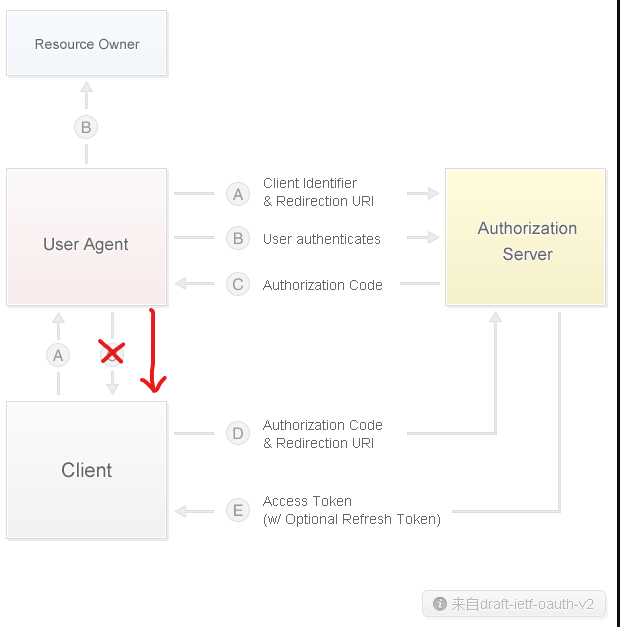 Resource Owner
B
User Agent
A
Client Identifier
& Redirection URI
B
User authenticates
C
Authorization Code
Authorization
Server
A
Client
D
Authorization Code
& Redirection URI
E
Access Token
(w/ Optional Refresh Token)
i
来自draft-ietf-oauth-v2